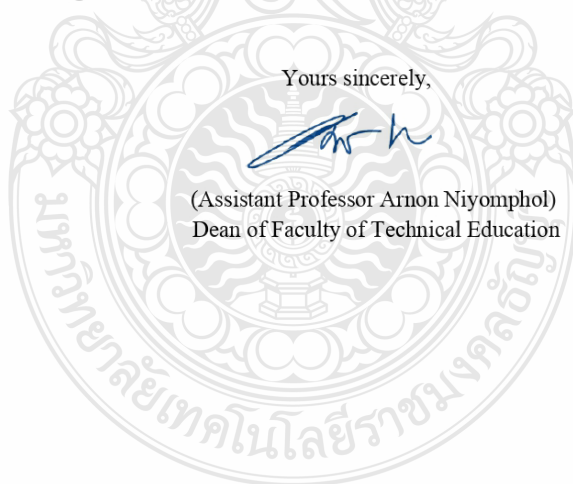 Yours sincerely,
(Assistant Professor Arnon Niyomphol)
Dean of Faculty of Technical Education
มหาวิทยาลัยเทคโนโลยีราชมงคลธัญบุรี